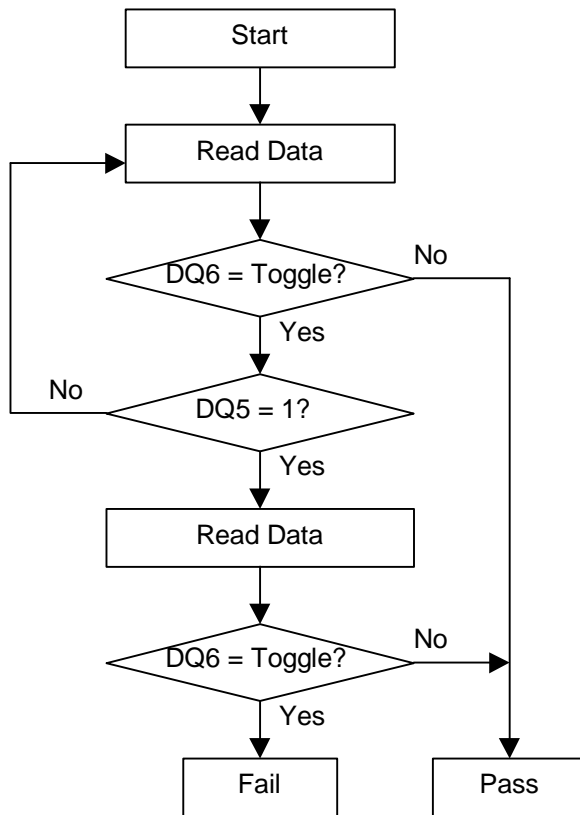 Start
Read Data
DQ6 = Toggle?
No
Yes
No
DQ5 = 1?
Yes
Read Data
DQ6 = Toggle?
No
Yes
Fail
Pass